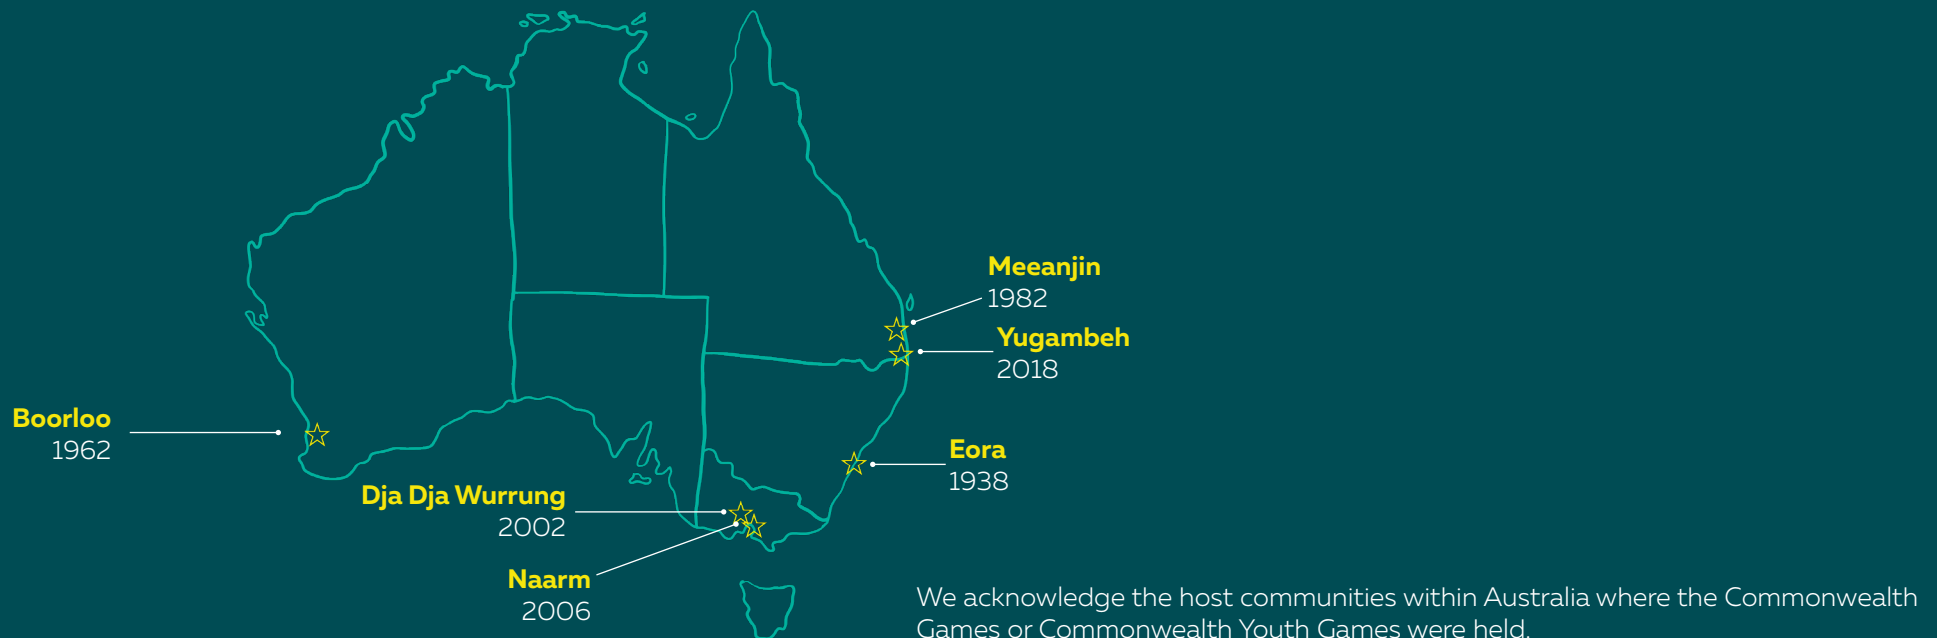 Meeanjin
1982
Yugambeh
2018
Boorloo
1962
Eora
1938
Dja Dja Wurrung
2002
Naarm
2006
We acknowledge the host communities within Australia where the Commonwealth
Games or Commonwealth Youth Games were held.